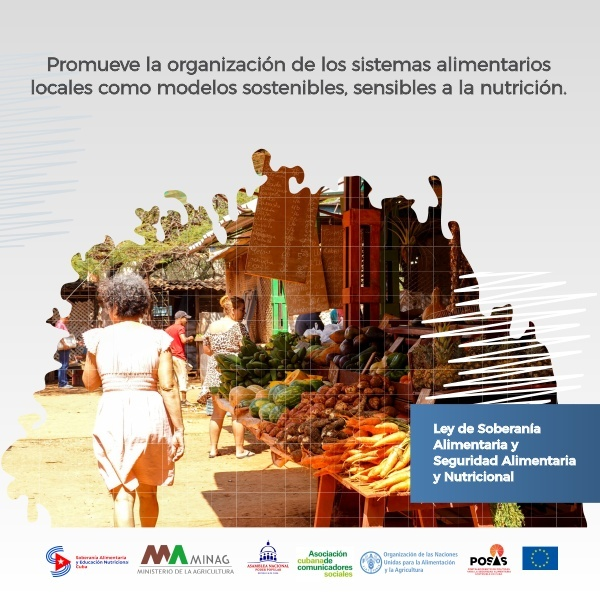 Promueve la organización de los sistemas alimentarios
locales como modelos sostenibles, sensibles a la nutrición.
Ley de Soberanía
Alimentaria y
Seguridad Alimentaria
y Nutricional
Soberanía Alimentaria
y Educación Nutricional
Cuba
MINAG
MINISTERIO DE LA AGRICULTURA
ASAMBLEA NACIONAL
PODER POPULAR
Asociación
cubana de
comunicadores
sociales
Organización de las Naciones
Unidas para la Alimentación
y la Agricultura
POSAS